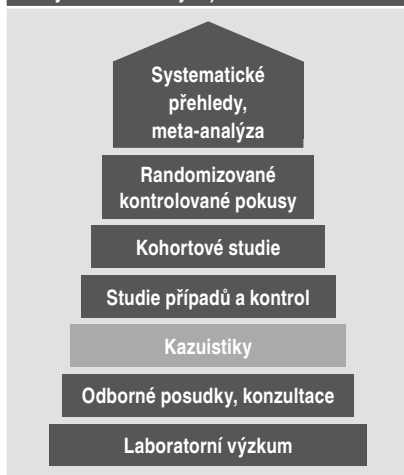 Systematické
přehledy,
meta-analýza
Randomizované
kontrolované pokusy
Kohortové studie
Studie případů a kontrol
Kazuistiky
Odborné posudky, konzultace
Laboratorní výzkum